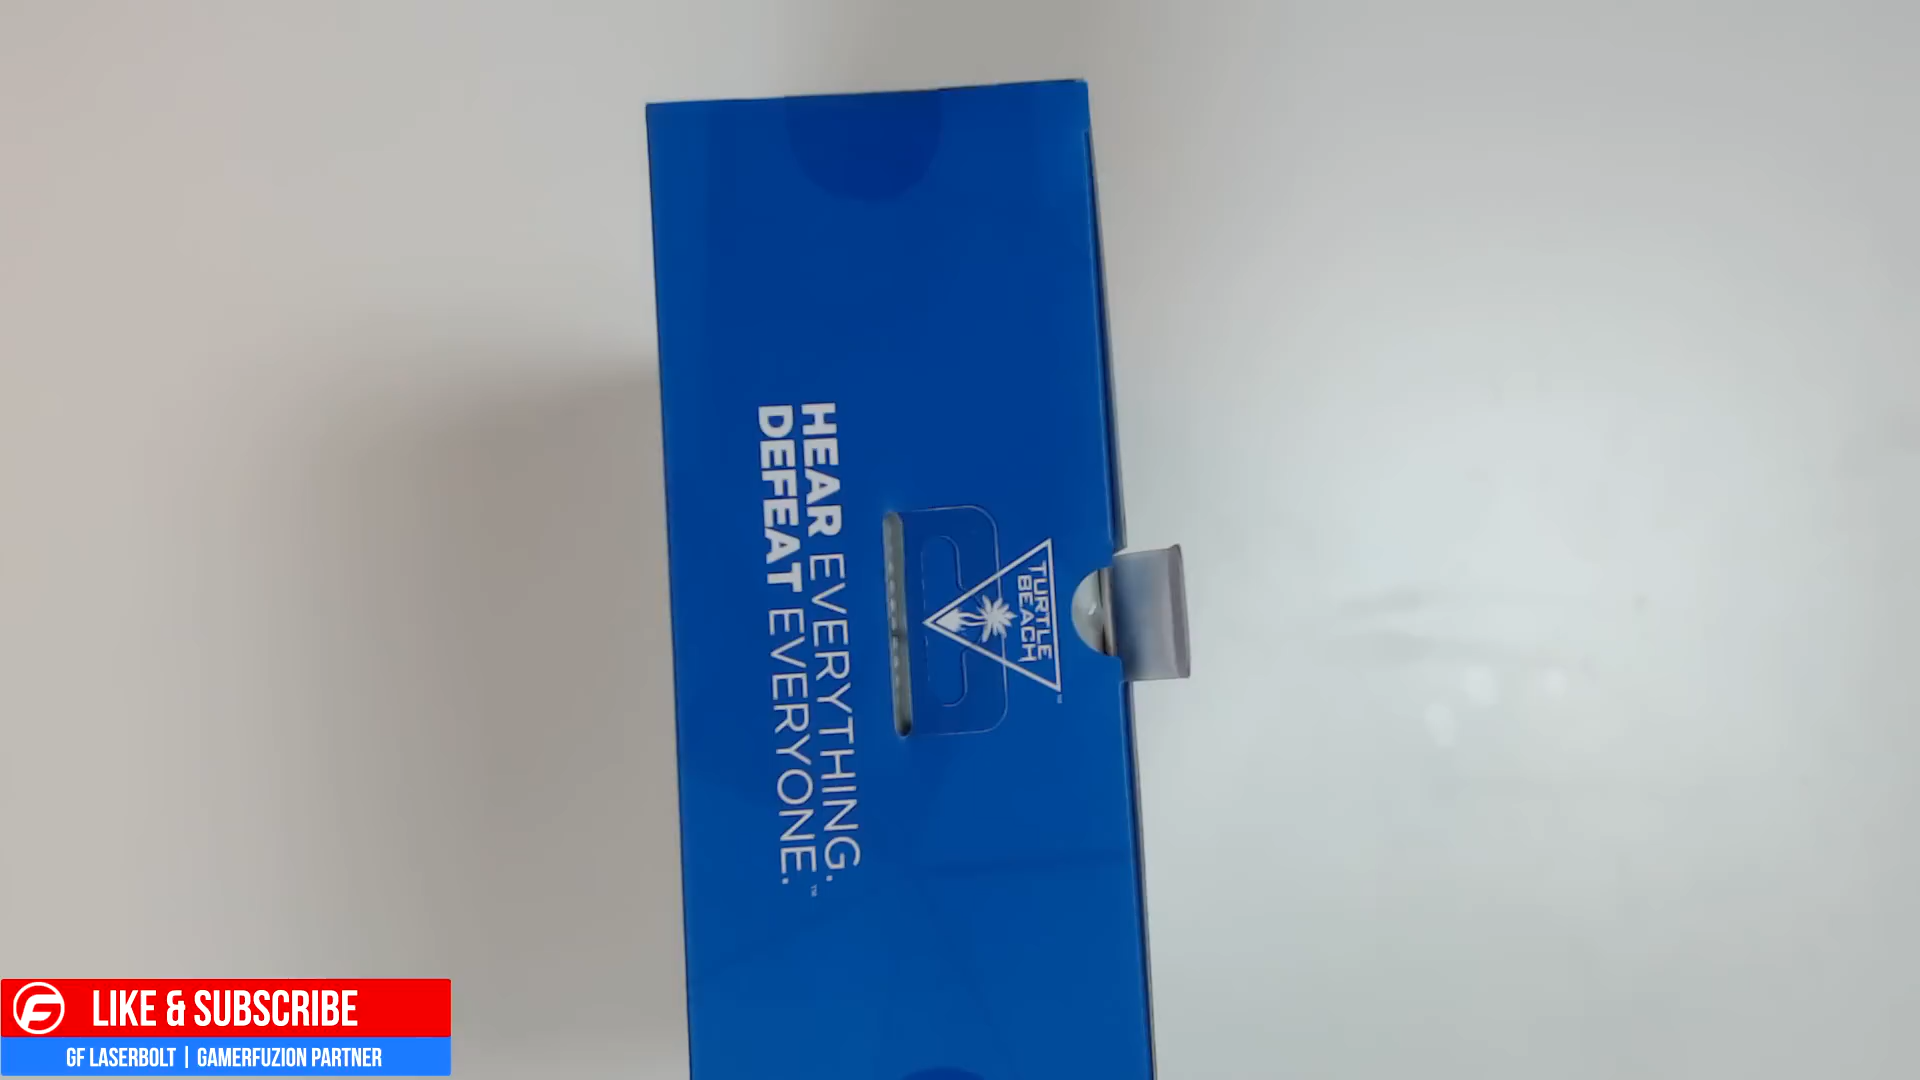 TURTLE
BEACH
HEAR EVERYTHING.
DEFEAT EVERYONE.™
LIKE & SUBSCRIBE
GF LASERBOLT | GAMERFUZION PARTNER